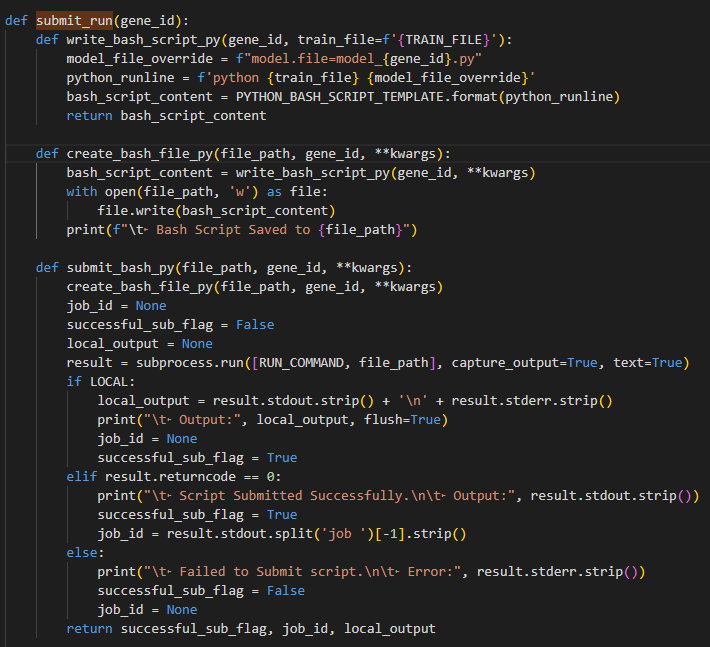 def submit_run(gene_id):
    def write_bash_script_py(gene_id, train_file=f'{TRAIN_FILE}'):
        model_file_override = f"model.file=model_{gene_id}.py"
        python_runline = f'python {train_file} {model_file_override}'
        bash_script_content = PYTHON_BASH_SCRIPT_TEMPLATE.format(python_runline)
        return bash_script_content

    def create_bash_file_py(file_path, gene_id, **kwargs):
        bash_script_content = write_bash_script_py(gene_id, **kwargs)
        with open(file_path, 'w') as file:
            file.write(bash_script_content)
        print(f"\t‣ Bash Script Saved to {file_path}")

    def submit_bash_py(file_path, gene_id, **kwargs):
        create_bash_file_py(file_path, gene_id, **kwargs)
        job_id = None
        successful_sub_flag = False
        local_output = None
        result = subprocess.run([RUN_COMMAND, file_path], capture_output=True, text=True)
        if LOCAL:
            local_output = result.stdout.strip() + '\n' + result.stderr.strip()
            print("\t‣ Output:", local_output, flush=True)
            job_id = None
            successful_sub_flag = True
        elif result.returncode == 0:
            print("\t‣ Script Submitted Successfully.\n\t‣ Output:", result.stdout.strip())
            successful_sub_flag = True
            job_id = result.stdout.split('job ')[-1].strip()
        else:
            print("\t‣ Failed to Submit script.\n\t‣ Error:", result.stderr.strip())
            successful_sub_flag = False
            job_id = None
        return successful_sub_flag, job_id, local_output